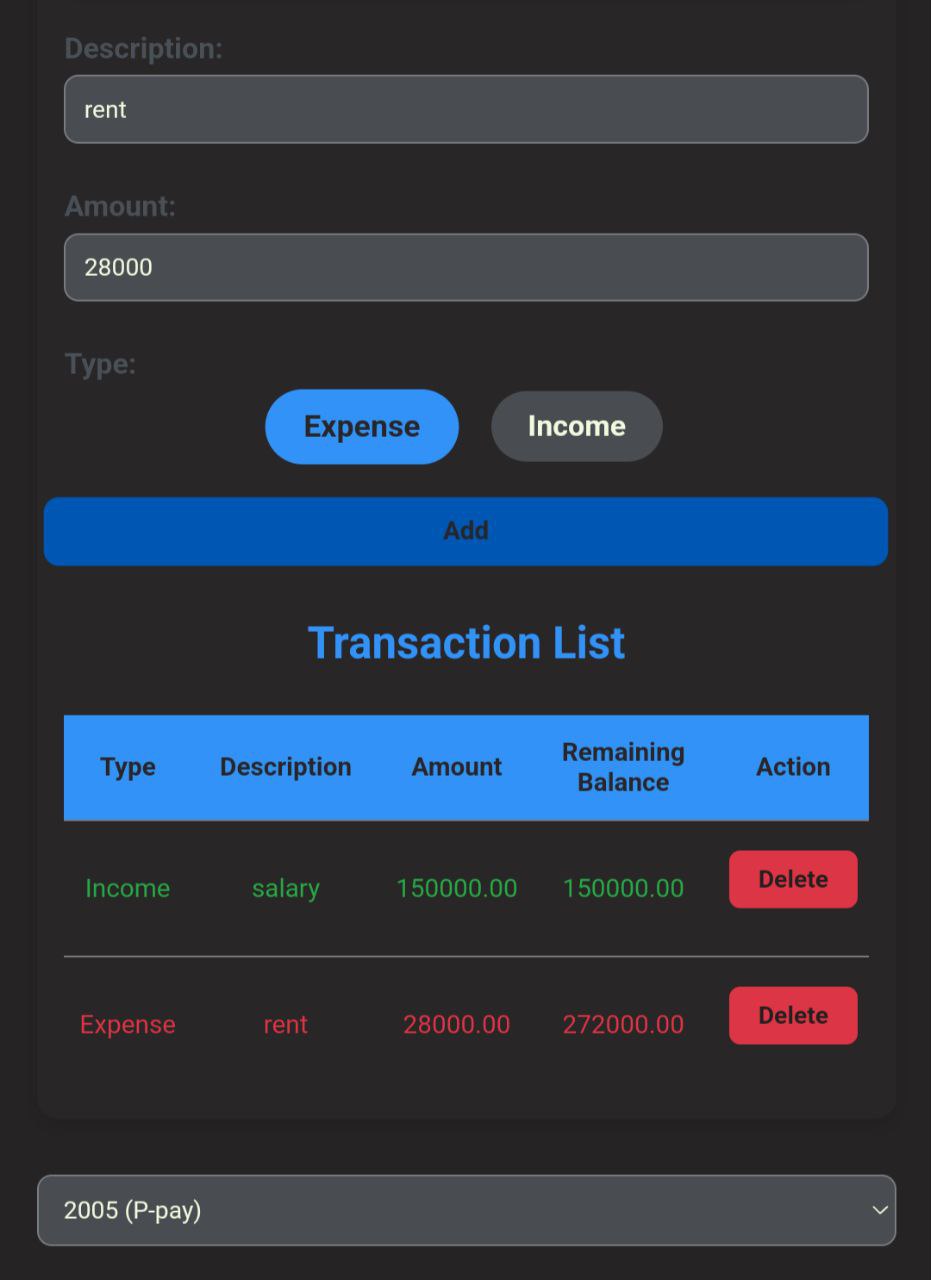 Description:
rent
Amount:
28000
Type:
Expense Income
Add
Transaction List
Type Description Amount Remaining Balance Action
Income salary 150000.00 150000.00 Delete
Expense rent 28000.00 272000.00 Delete
2005 (P-pay)